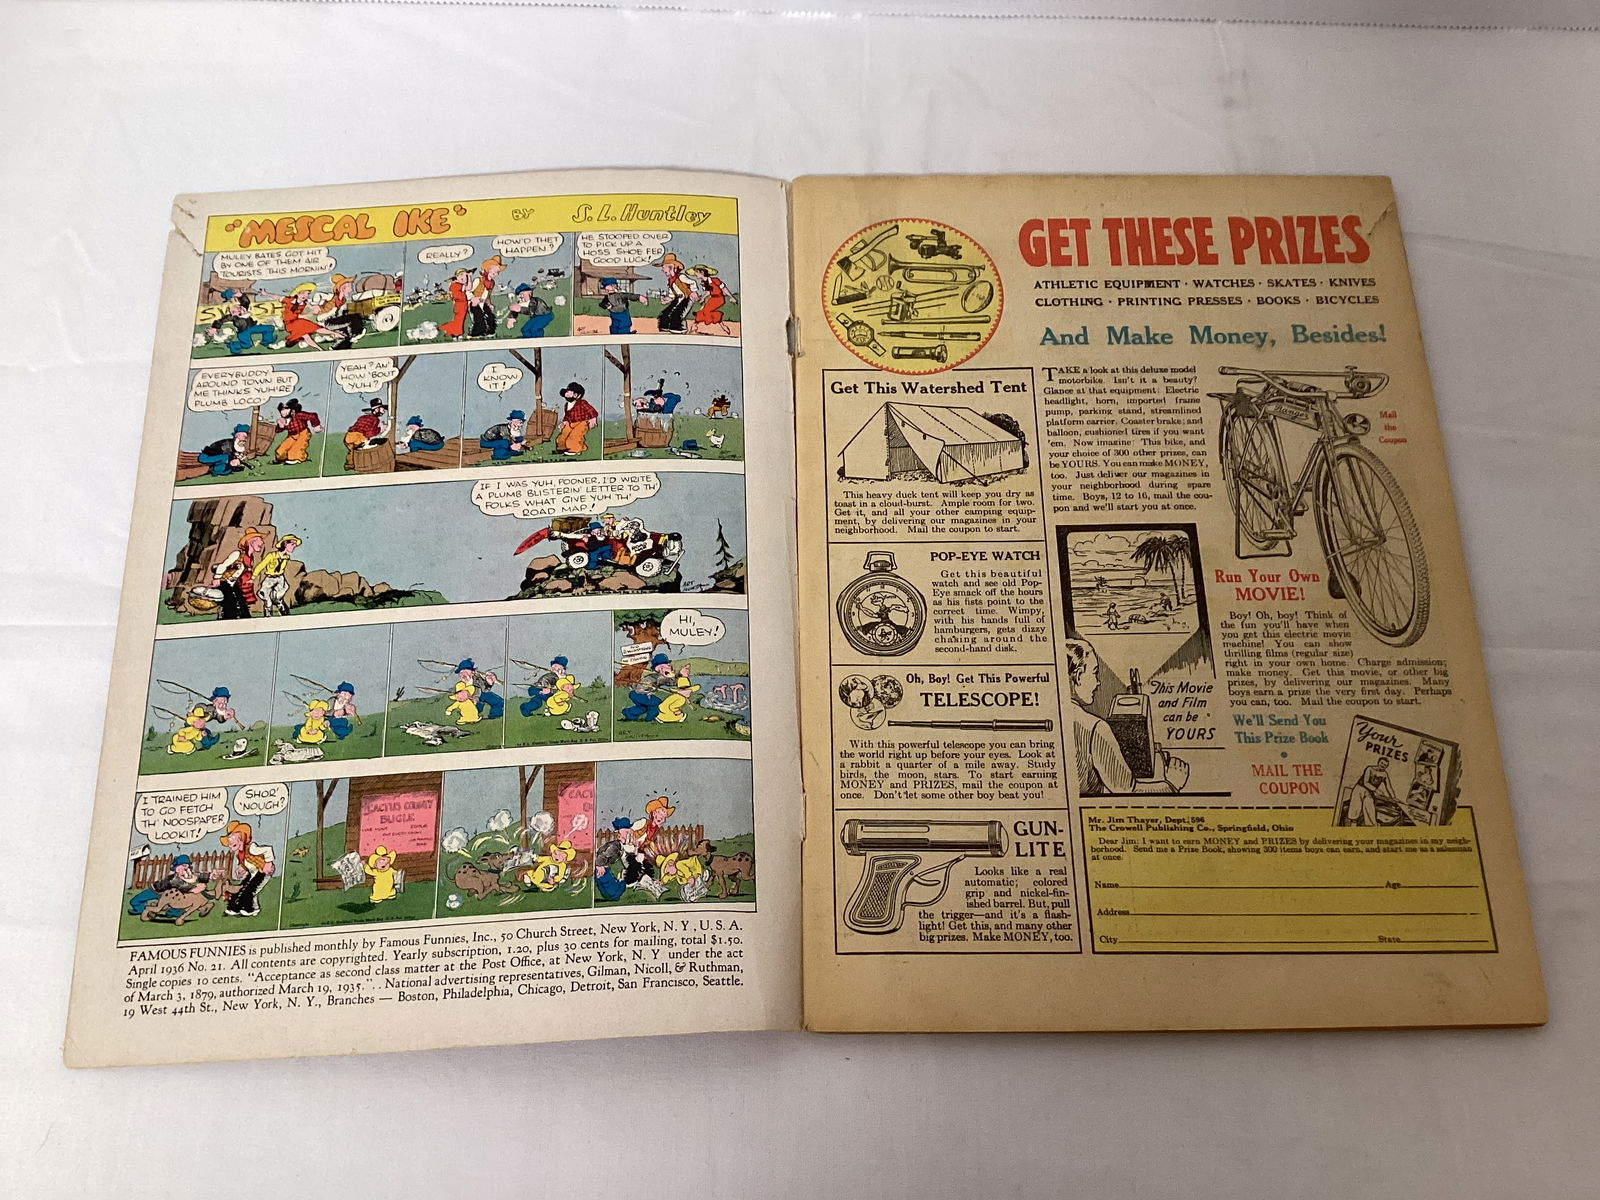 "MESCAL IKE" BY S. L. Huntley
MULEY BATES GOT HIT
BY ONE OF THEM AIR
TOURISTS THIS MORNIN'!
REALLY?
HOW'D THET
HAPPEN?
HE STOOPED OVER
TO PICK UP A
HOSS SHOE FER
GOOD LUCK!
EVERYBUDDY
AROUND TOWN BUT
ME THINKS YUH'RE
PLUMB LOCO.
YEAH? AN'
HOW 'BOUT
YUH?
I
KNOW
IT!
IF I WAS YUH, POONER, I'D WRITE
A PLUMB BLISTERIN' LETTER TO TH'
FOLKS WHAT GIVE YUH TH'
ROAD MAP!
HI,
MULEY!
I TRAINED HIM
TO GO FETCH
TH' NOOSPAPER
LOOKIT!
SHOR'
'NOUGH?
CACTUS COUNTY
BUGLE
FAMOUS FUNNIES is published monthly by Famous Funnies, Inc., 50 Church Street, New York, N. Y., U. S. A.
April 1936 No. 21. All contents are copyrighted. Yearly subscription, 1.20, plus 30 cents for mailing, total $1.50.
Single copies 10 cents. "Acceptance as second class matter at the Post Office, at New York, N. Y under the act
of March 3, 1879, authorized March 19, 1935." . . National advertising representatives, Gilman, Nicoll, & Ruthman,
19 West 44th St., New York, N. Y., Branches — Boston, Philadelphia, Chicago, Detroit, San Francisco, Seattle.
GET THESE PRIZES
ATHLETIC EQUIPMENT · WATCHES · SKATES · KNIVES
CLOTHING · PRINTING PRESSES · BOOKS · BICYCLES
And Make Money, Besides!
Get This Watershed Tent
This heavy duck tent will keep you dry as
toast in a cloud-burst. Ample room for two.
Get it, and all your other camping equip-
ment, by delivering our magazines in your
neighborhood. Mail the coupon to start.
POP-EYE WATCH
Get this beautiful
watch and see old Pop-
Eye smack off the hours
as his fists point to the
correct time. Wimpy,
with his hands full of
hamburgers, gets dizzy
chasing around the
second-hand disk.
Oh, Boy! Get This Powerful
TELESCOPE!
With this powerful telescope you can bring
the world right up before your eyes. Look at
a rabbit a quarter of a mile away. Study
birds, the moon, stars. To start earning
MONEY and PRIZES, mail the coupon at
once. Don't let some other boy beat you!
GUN-
LITE
Looks like a real
automatic; colored
grip and nickel-fin-
ished barrel. But, pull
the trigger—and it's a flash-
light! Get this, and many other
big prizes. Make MONEY, too.
TAKE a look at this deluxe model
motorbike. Isn't it a beauty?
Glance at that equipment: Electric
headlight, horn, imported frame
pump, parking stand, streamlined
platform carrier. Coaster brake; and
balloon, cushioned tires if you want
'em. Now imagine: This bike, and
your choice of 300 other prizes, can
be YOURS. You can make MONEY,
too. Just deliver our magazines in
your neighborhood during spare
time. Boys, 12 to 16, mail the cou-
pon and we'll start you at once.
Ranger
Mail
the
Coupon
Run Your Own
MOVIE!
Boy! Oh, boy! Think of
the fun you'll have when
you get this electric movie
machine! You can show
thrilling films (regular size)
right in your own home. Charge admission;
make money. Get this movie, or other big
prizes, by delivering our magazines. Many
boys earn a prize the very first day. Perhaps
you can, too. Mail the coupon to start.
This Movie
and Film
can be
YOURS
We'll Send You
This Prize Book
MAIL THE
COUPON
Your
PRIZES
Mr. Jim Thayer, Dept. 596
The Crowell Publishing Co., Springfield, Ohio
Dear Jim: I want to earn MONEY and PRIZES by delivering your magazines in my neigh-
borhood. Send me a Prize Book, showing 300 items boys can earn, and start me as a salesman
at once.
Name Age
Address
City State